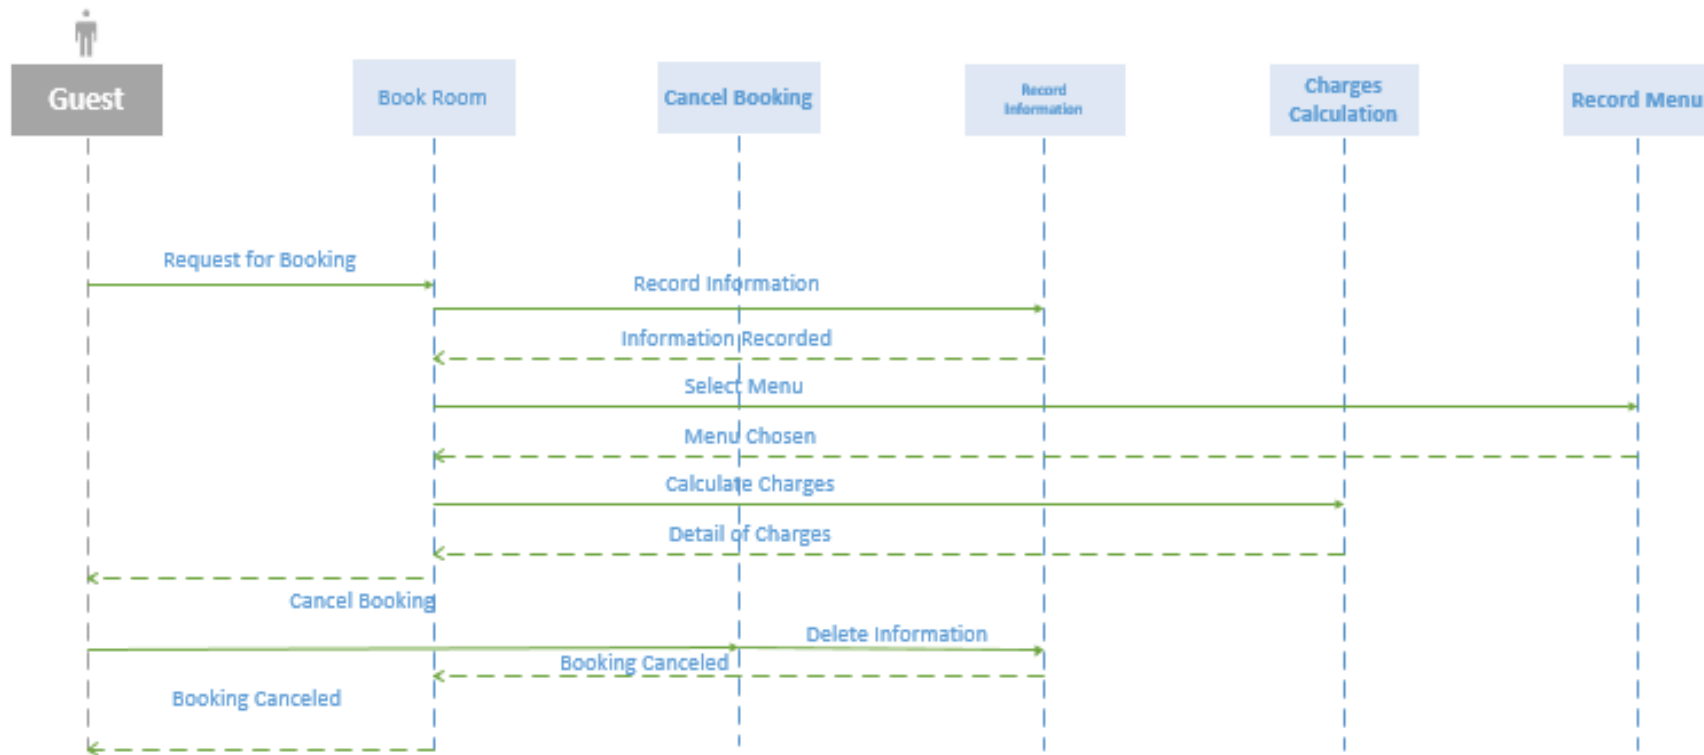 Guest
Book Room
Cancel Booking
Record
Information
Charges
Calculation
Record Menu
Request for Booking
Record Information
Information Recorded
Select Menu
Menu Chosen
Calculate Charges
Detail of Charges
Cancel Booking
Delete Information
Booking Canceled
Booking Canceled